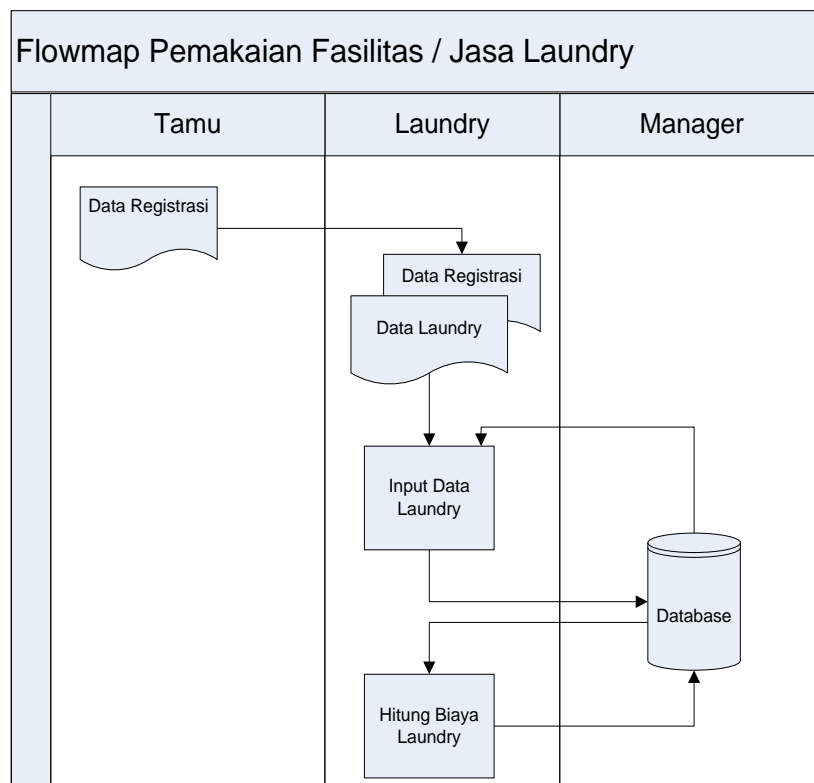 Flowmap Pemakaian Fasilitas / Jasa Laundry
Tamu
Laundry
Manager
Data Registrasi
Data Registrasi
Data Laundry
Input Data
Laundry
Database
Hitung Biaya
Laundry